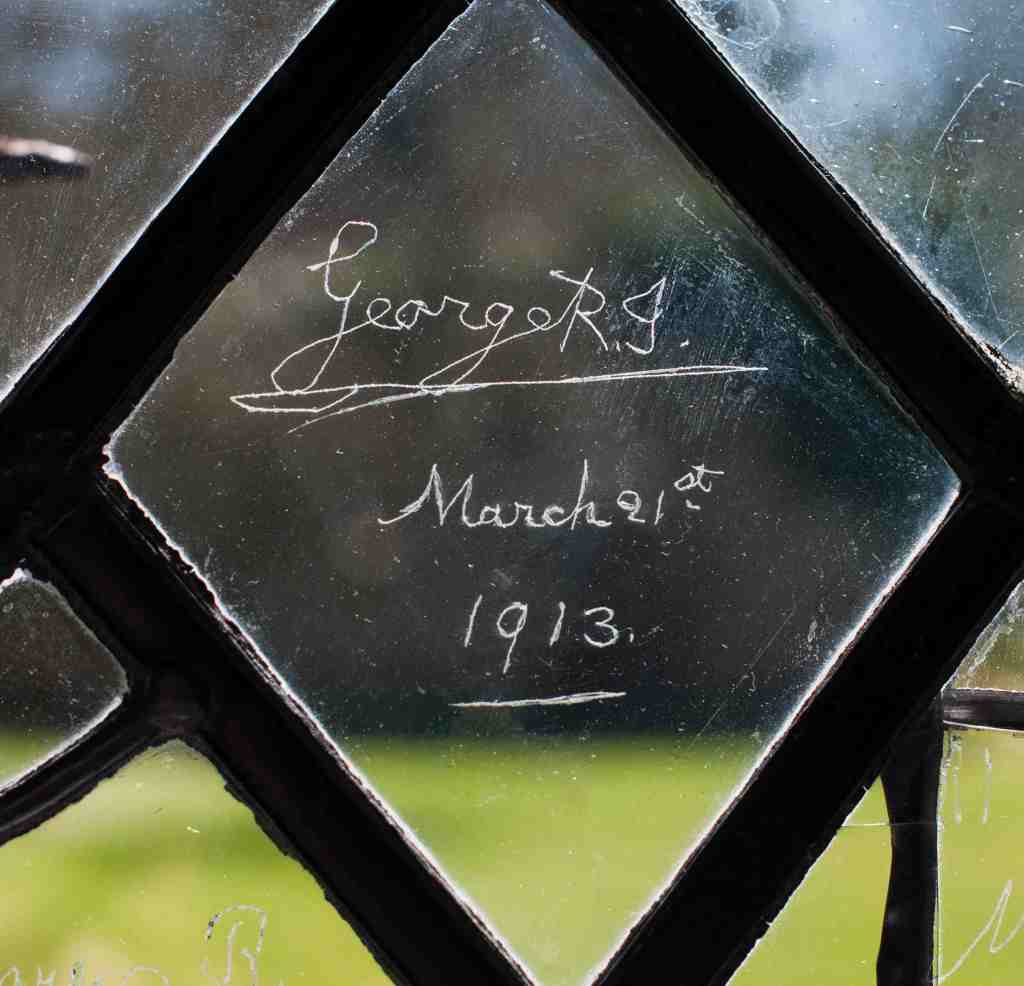 George R. I.
March 21st
1913.